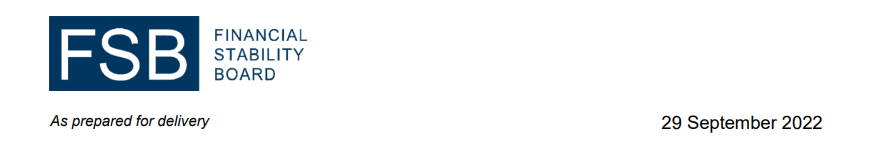 FSB
FINANCIAL
STABILITY
BOARD
As prepared for delivery
29 September 2022